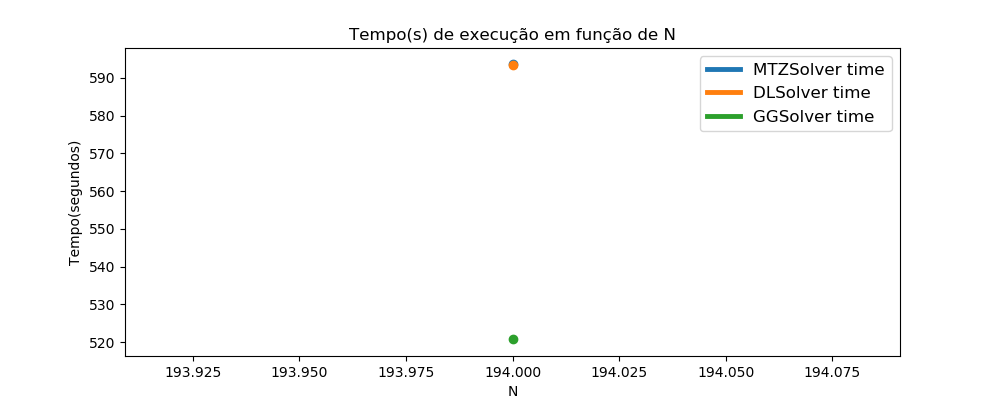 Tempo(s) de execução em função de N
MTZSolver time
DLSolver time
GGSolver time
Tempo(segundos)
590
580
570
560
550
540
530
520
193.925 193.950 193.975 194.000 194.025 194.050 194.075
N